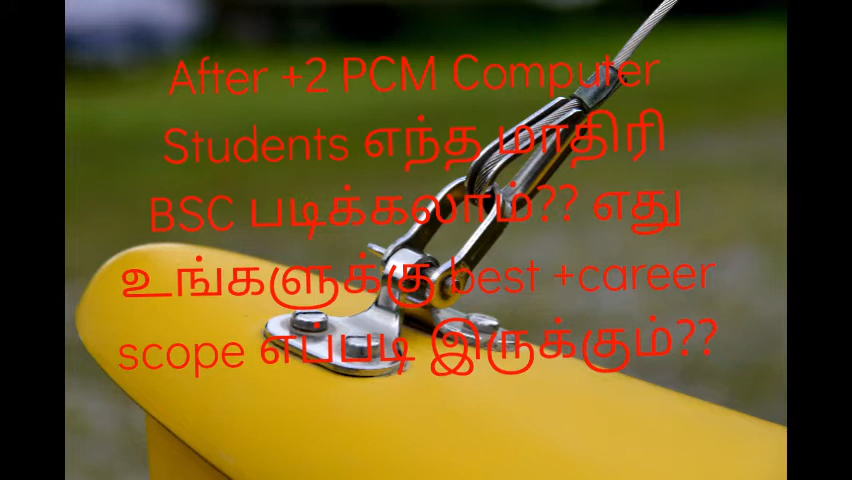 After +2 PCM Computer
Students எந்த மாதிரி
BSC படிக்கலாம்?? எது
உங்களுக்கு best +career
scope எப்படி இருக்கும்??